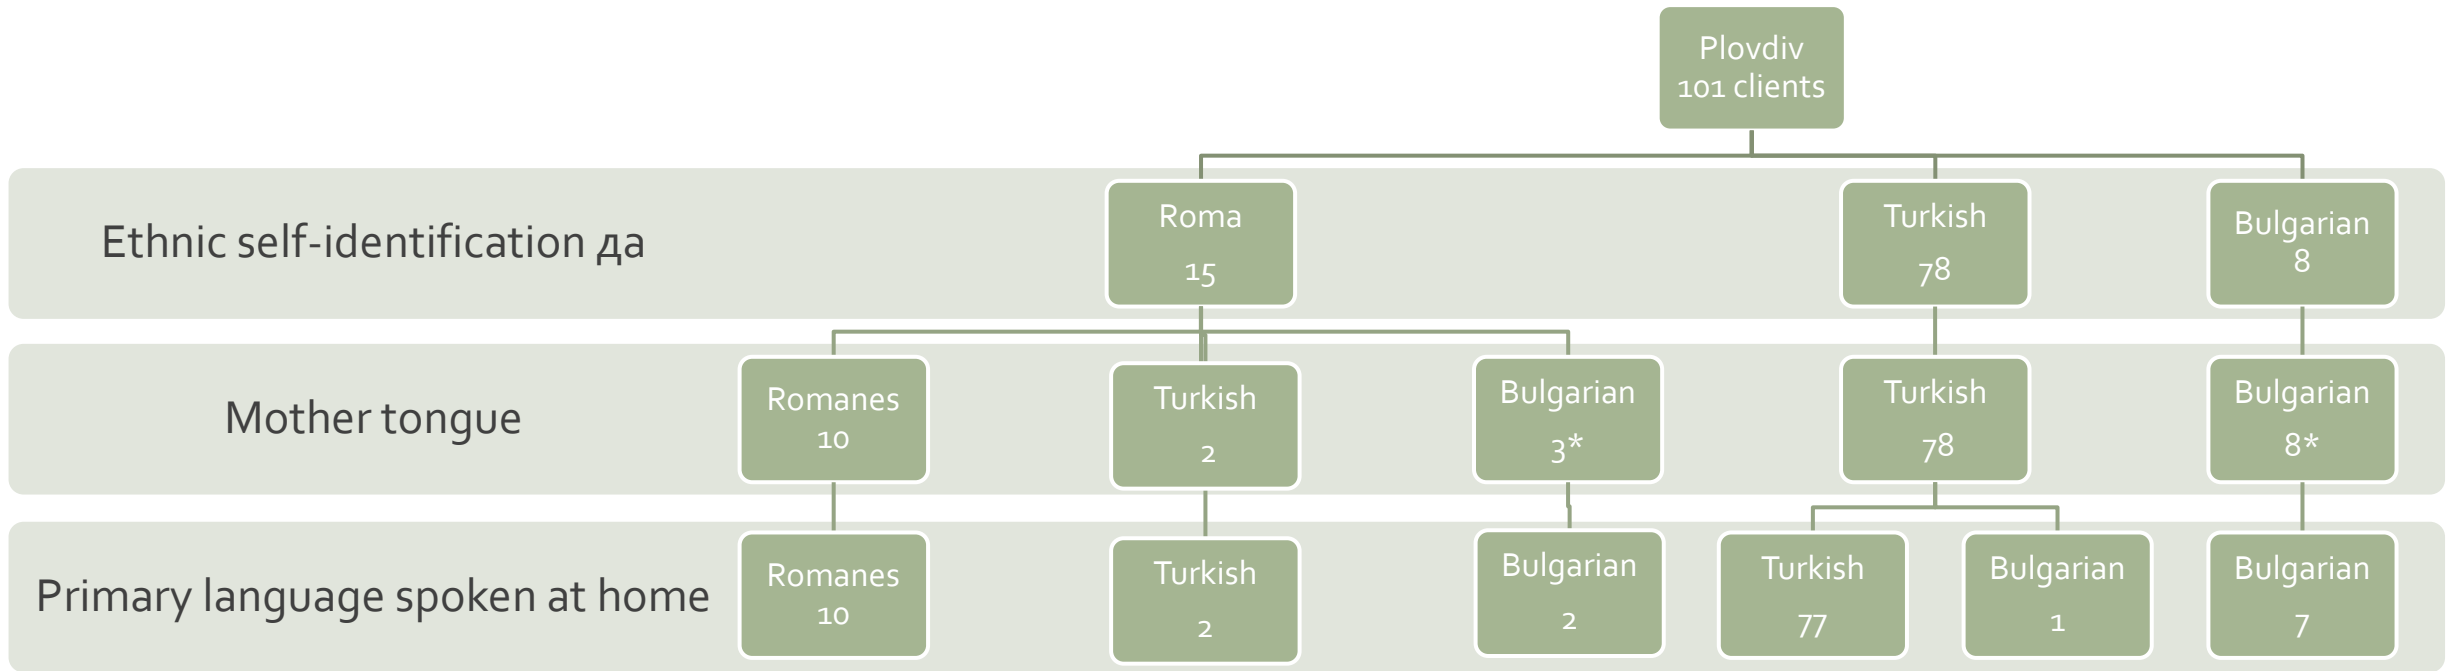 Plovdiv
101 clients
Ethnic self-identification да
Roma
15
Turkish
78
Bulgarian
8
Mother tongue
Romanes
10
Turkish
2
Bulgarian
3*
Turkish
78
Bulgarian
8*
Primary language spoken at home
Romanes
10
Turkish
2
Bulgarian
2
Turkish
77
Bulgarian
1
Bulgarian
7